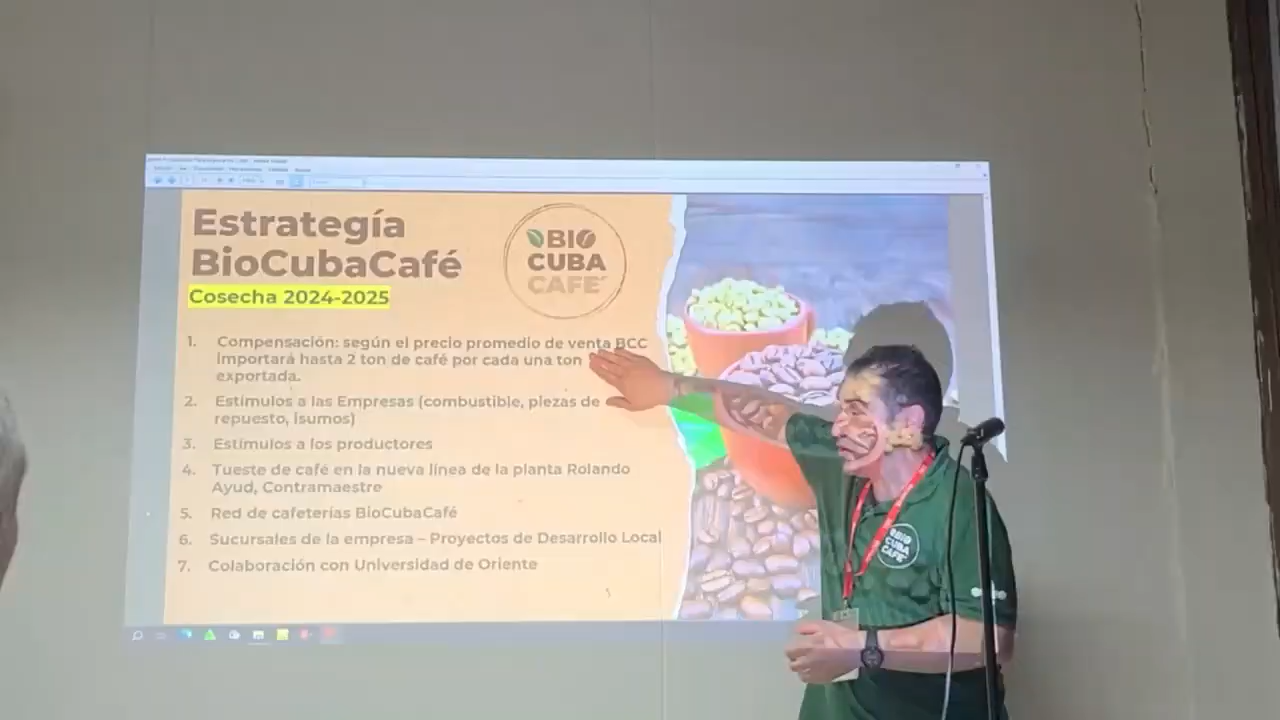 Estrategía
BioCubaCafé
Cosecha 2024-2025
BIO
CUBA
CAFE
1. Compensación: según el precio promedio de venta BCC
importará hasta 2 ton de café por cada una ton
exportada.
2. Estímulos a las Empresas (combustible, piezas de
repuesto, isumos)
3. Estímulos a los productores
4. Tueste de café en la nueva línea de la planta Rolando
Ayud, Contramaestre
5. Red de cafeterías BioCubaCafé
6. Sucursales de la empresa – Proyectos de Desarrollo Local
7. Colaboración con Universidad de Oriente
BIO
CUBA
CAFE